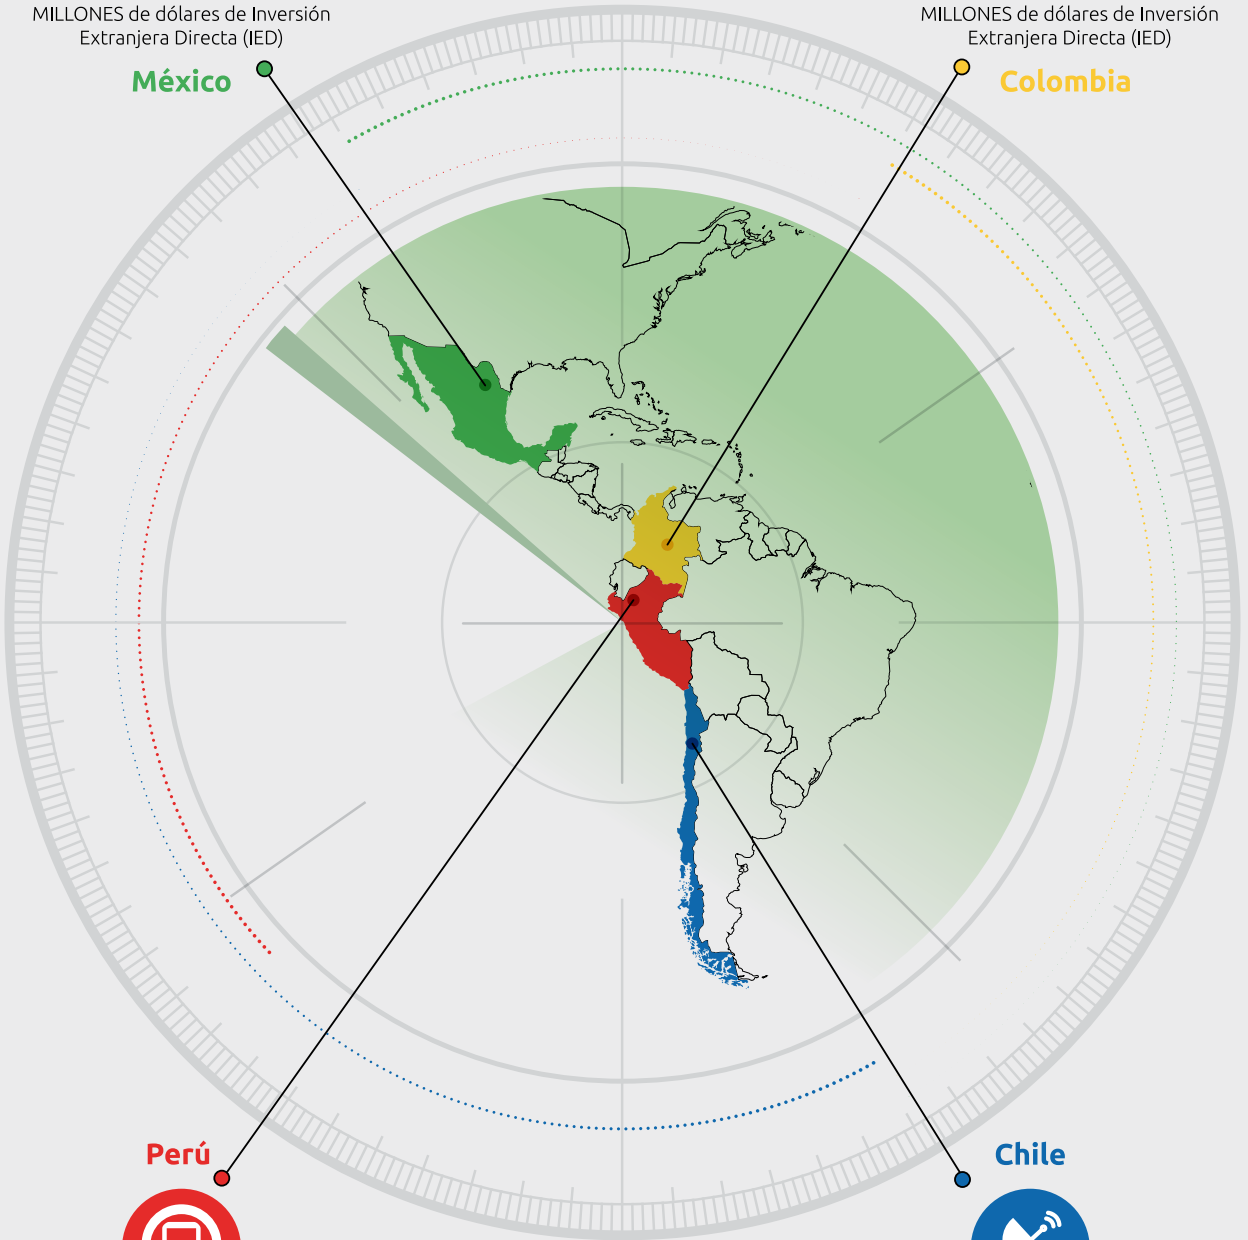 MILLONES de dólares de Inversión
Extranjera Directa (IED)
México
MILLONES de dólares de Inversión
Extranjera Directa (IED)
Colombia
Perú
Chile